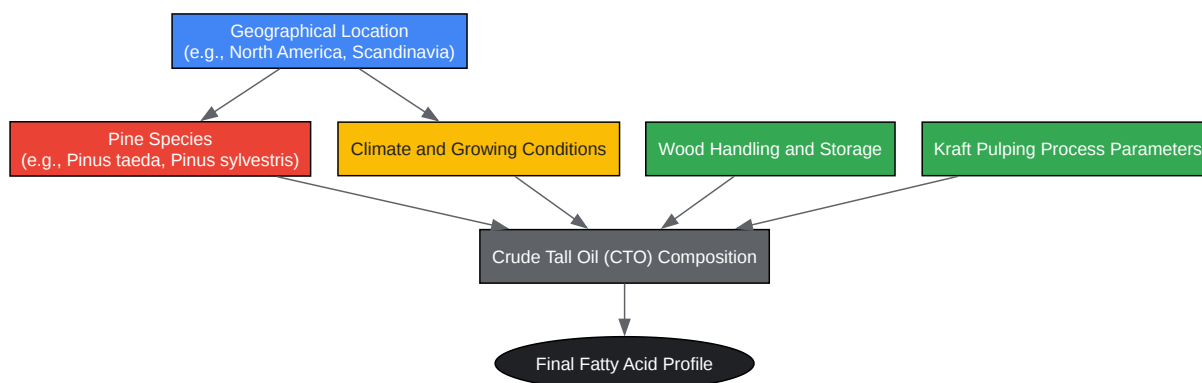 Geographical Location
(e.g., North America, Scandinavia)
Pine Species
(e.g., Pinus taeda, Pinus sylvestris)
Climate and Growing Conditions
Wood Handling and Storage
Kraft Pulping Process Parameters
Crude Tall Oil (CTO) Composition
Final Fatty Acid Profile